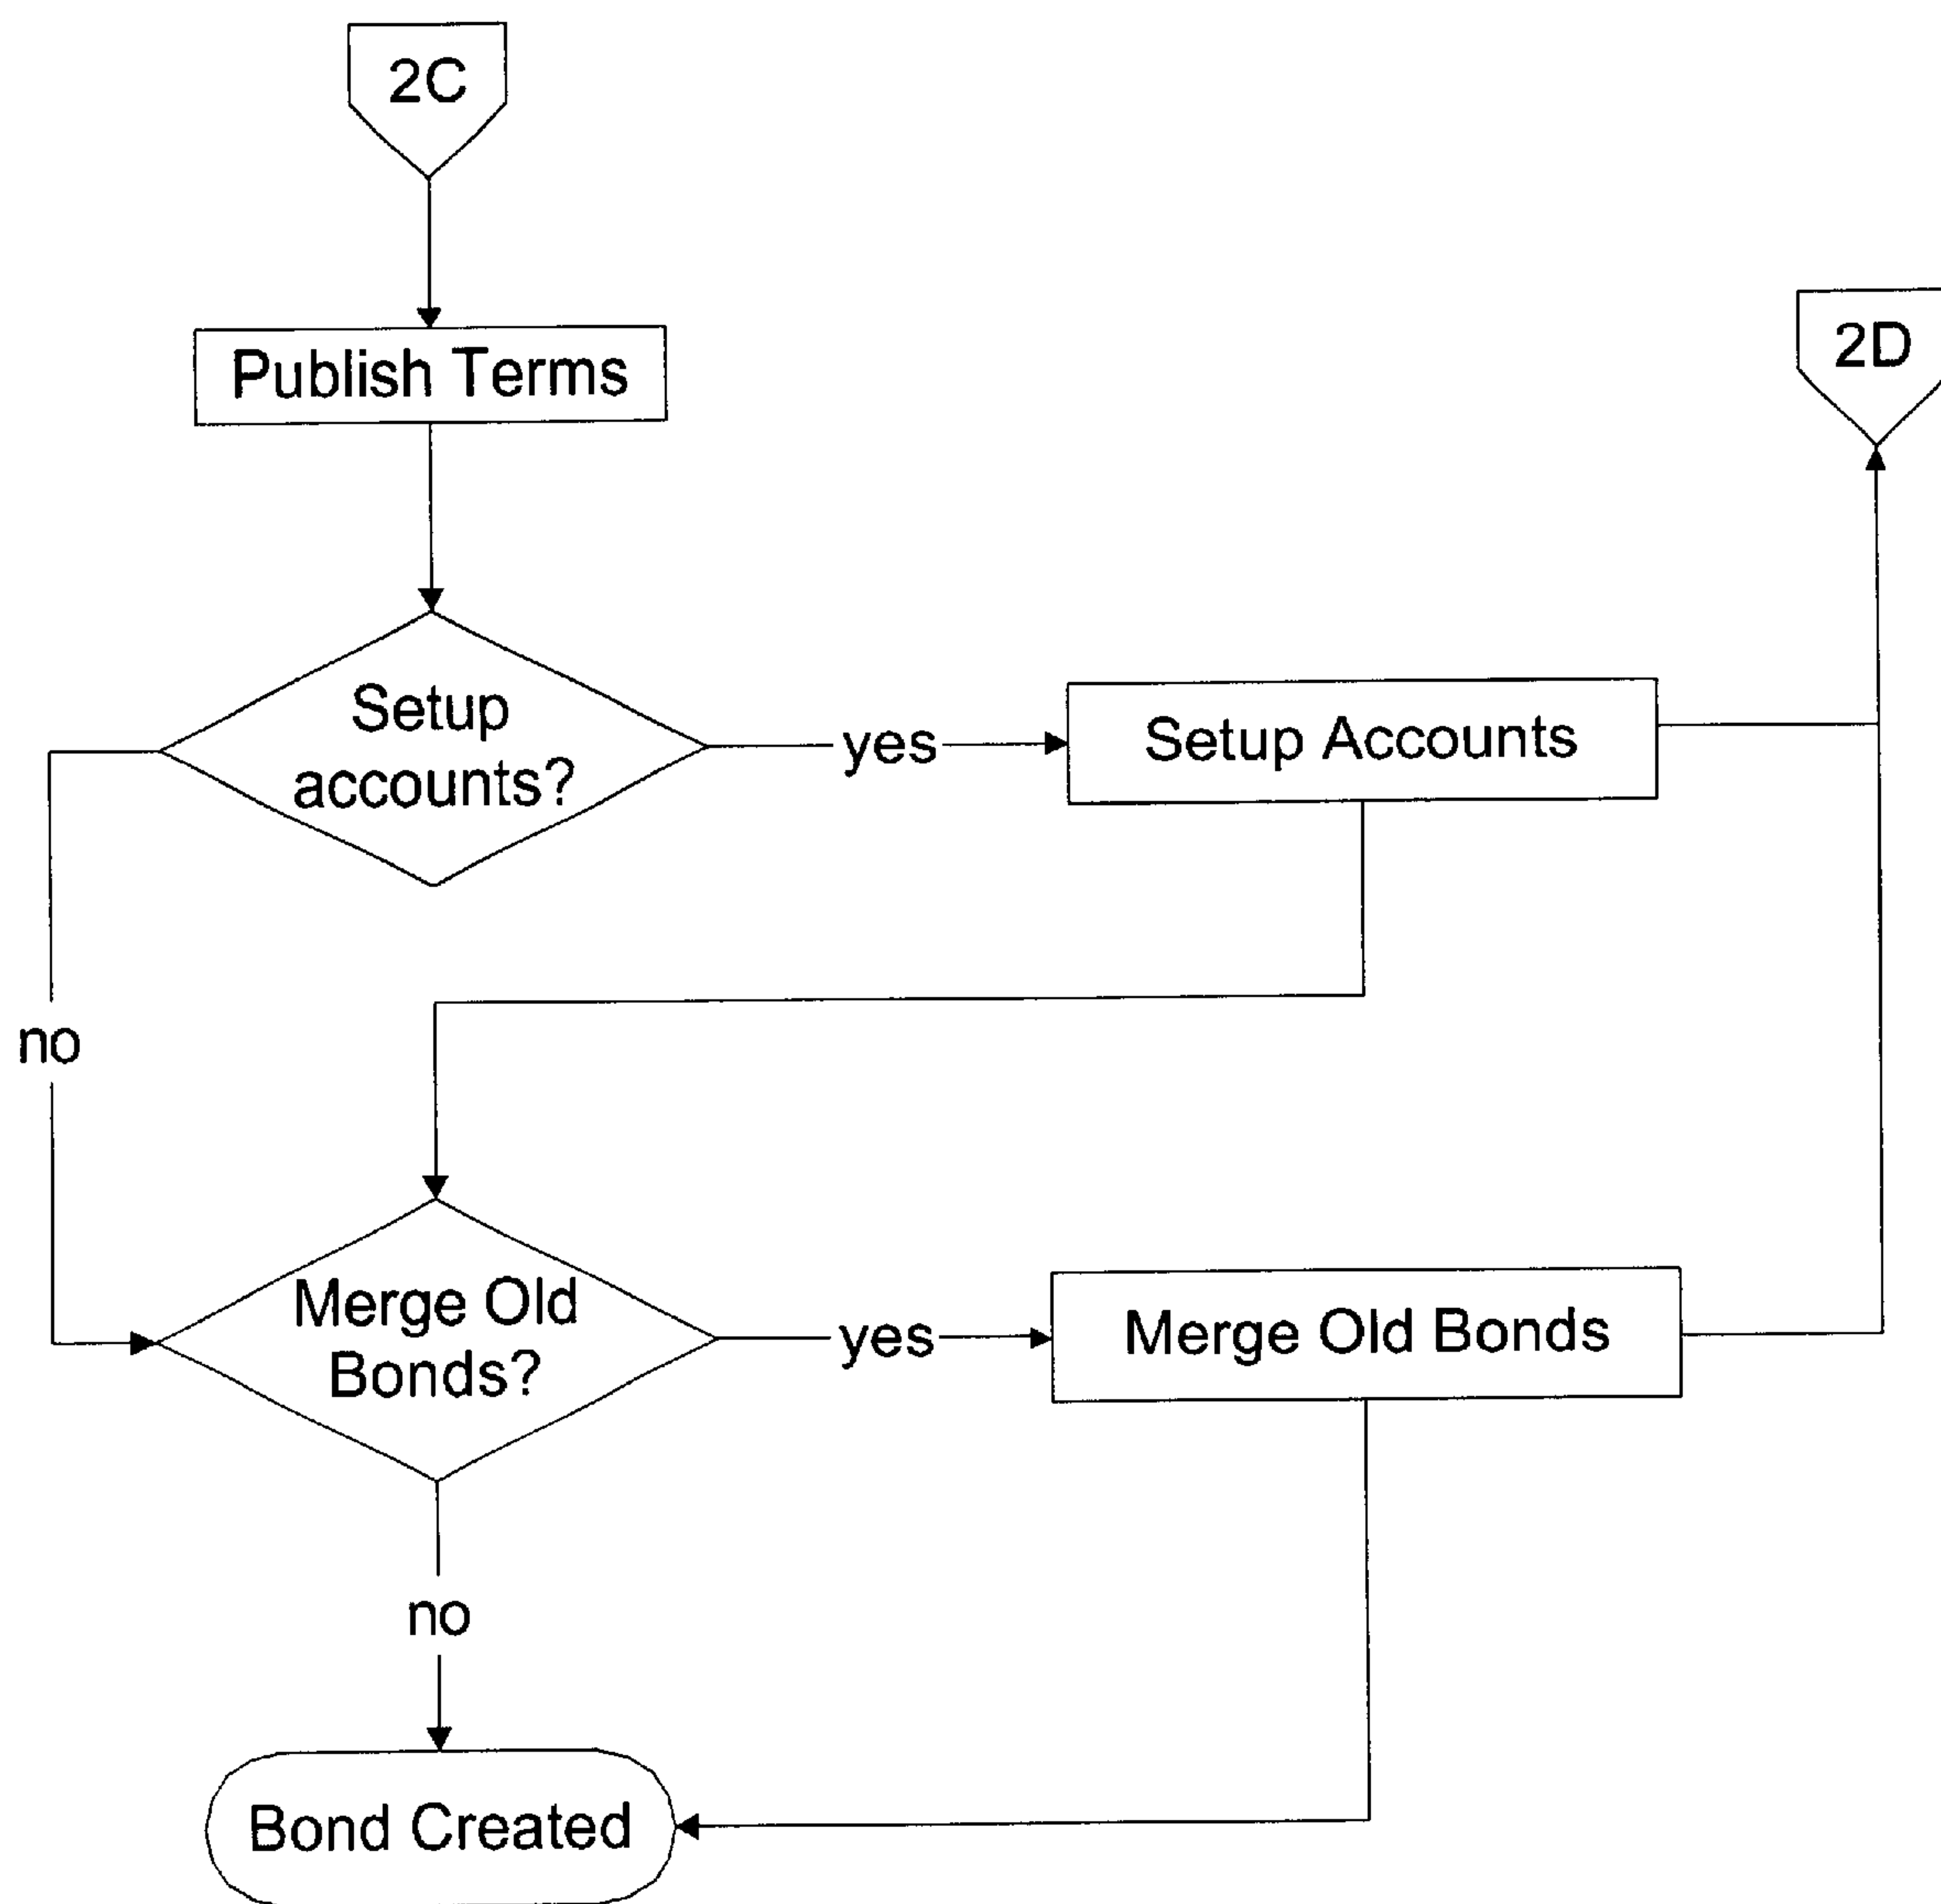 2C
Publish Terms
2D
Setup
accounts?
yes
Setup Accounts
no
Merge Old
Bonds?
yes
Merge Old Bonds
no
Bond Created